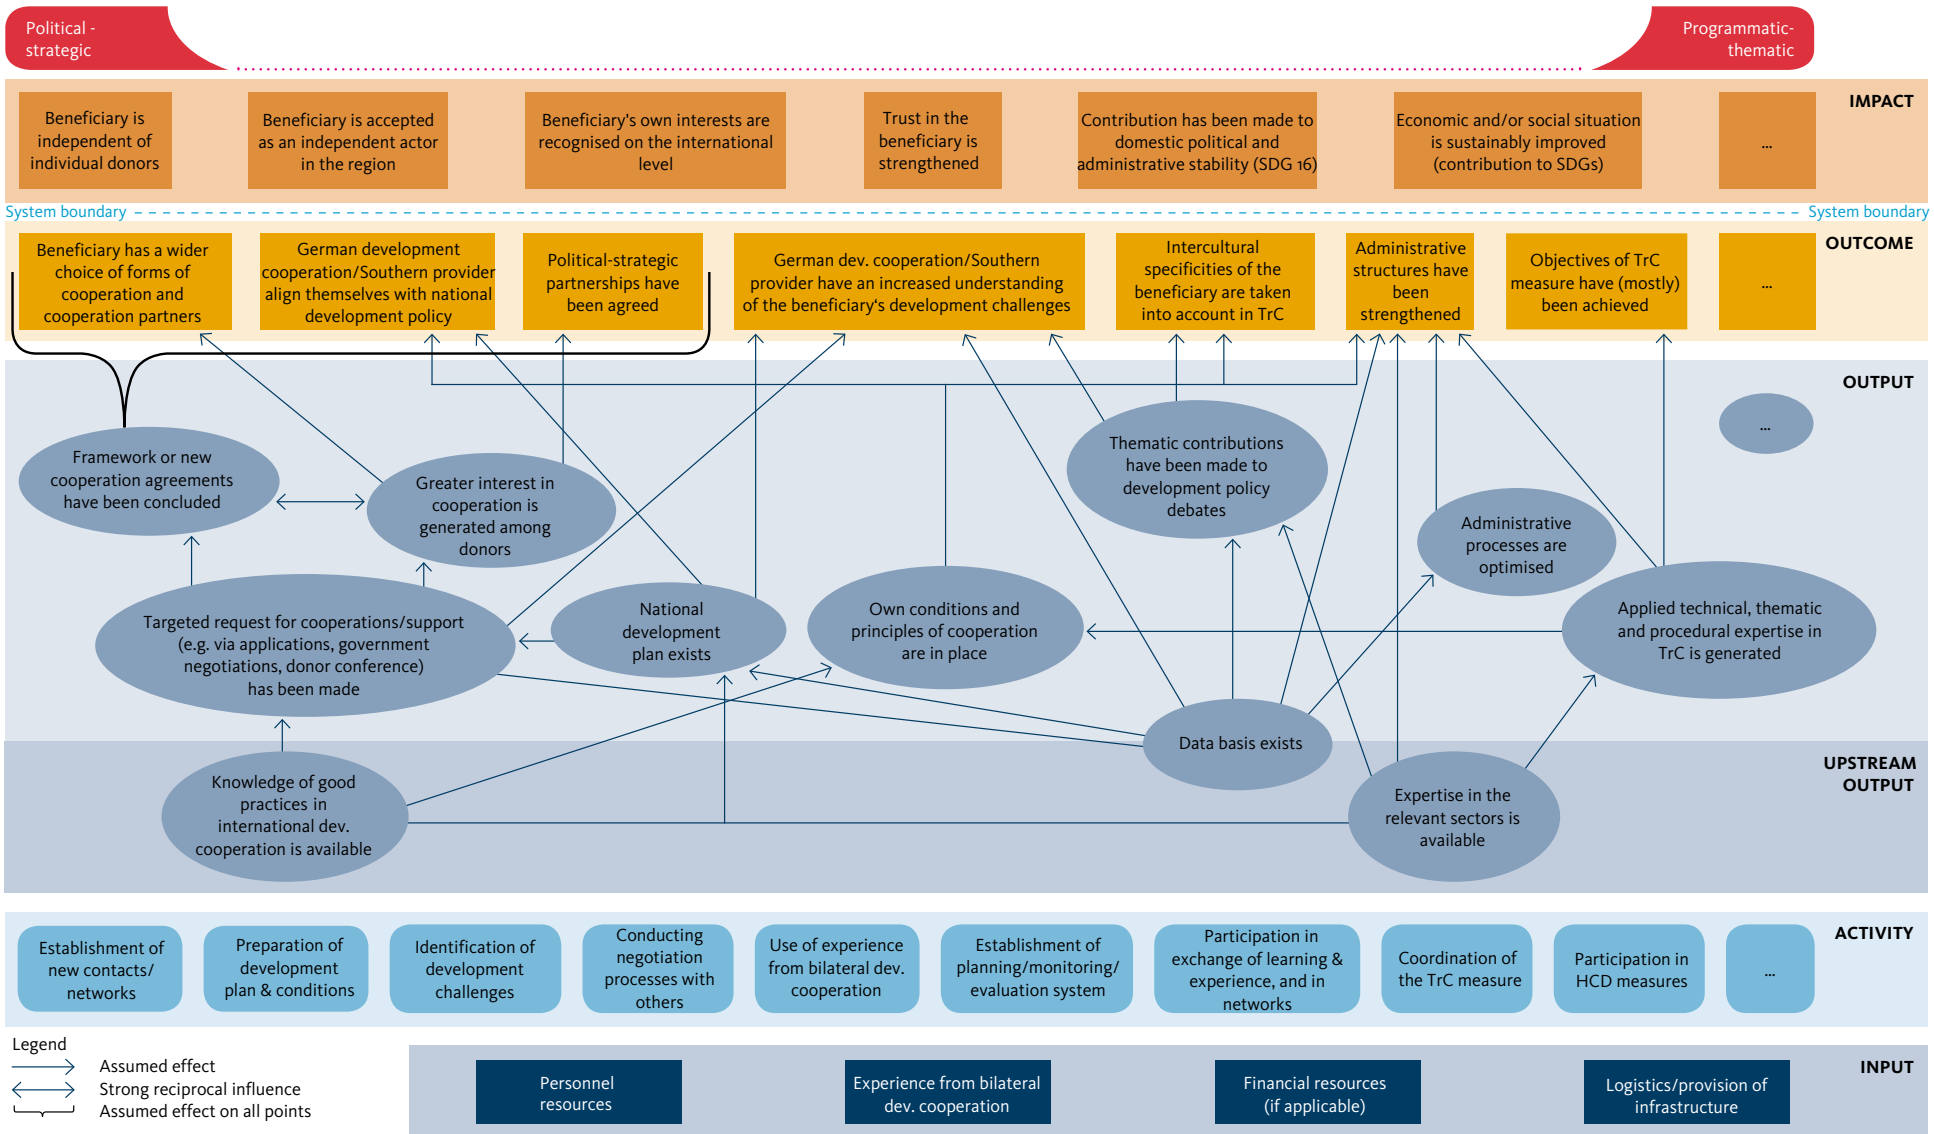 Political -
strategic
Programmatic-
thematic
IMPACT
Beneficiary is
independent of
individual donors
Beneficiary is accepted
as an independent actor
in the region
Beneficiary's own interests are
recognised on the international
level
Trust in the
beneficiary is
strengthened
Contribution has been made to
domestic political and
administrative stability (SDG 16)
Economic and/or social situation
is sustainably improved
(contribution to SDGs)
...
System boundary
System boundary
OUTCOME
Beneficiary has a wider
choice of forms of
cooperation and
cooperation partners
German development
cooperation/Southern provider
align themselves with national
development policy
Political-strategic
partnerships have
been agreed
German dev. cooperation/Southern
provider have an increased understanding
of the beneficiary‘s development challenges
Intercultural
specificities of the
beneficiary are taken
into account in TrC
Administrative
structures have
been
strengthened
Objectives of TrC
measure have (mostly)
been achieved
...
OUTPUT
...
Framework or new
cooperation agreements
have been concluded
Greater interest in
cooperation is
generated among
donors
Thematic contributions
have been made to
development policy
debates
Administrative
processes are
optimised
Targeted request for cooperations/support
(e.g. via applications, government
negotiations, donor conference)
has been made
National
development
plan exists
Own conditions and
principles of cooperation
are in place
Applied technical, thematic
and procedural expertise in
TrC is generated
Data basis exists
UPSTREAM
OUTPUT
Knowledge of good
practices in
international dev.
cooperation is available
Expertise in the
relevant sectors is
available
ACTIVITY
Establishment of
new contacts/
networks
Preparation of
development
plan & conditions
Identification of
development
challenges
Conducting
negotiation
processes with
others
Use of experience
from bilateral dev.
cooperation
Establishment of
planning/monitoring/
evaluation system
Participation in
exchange of learning &
experience, and in
networks
Coordination of
the TrC measure
Participation in
HCD measures
...
Legend
Assumed effect
Strong reciprocal influence
Assumed effect on all points
INPUT
Personnel
resources
Experience from bilateral
dev. cooperation
Financial resources
(if applicable)
Logistics/provision of
infrastructure